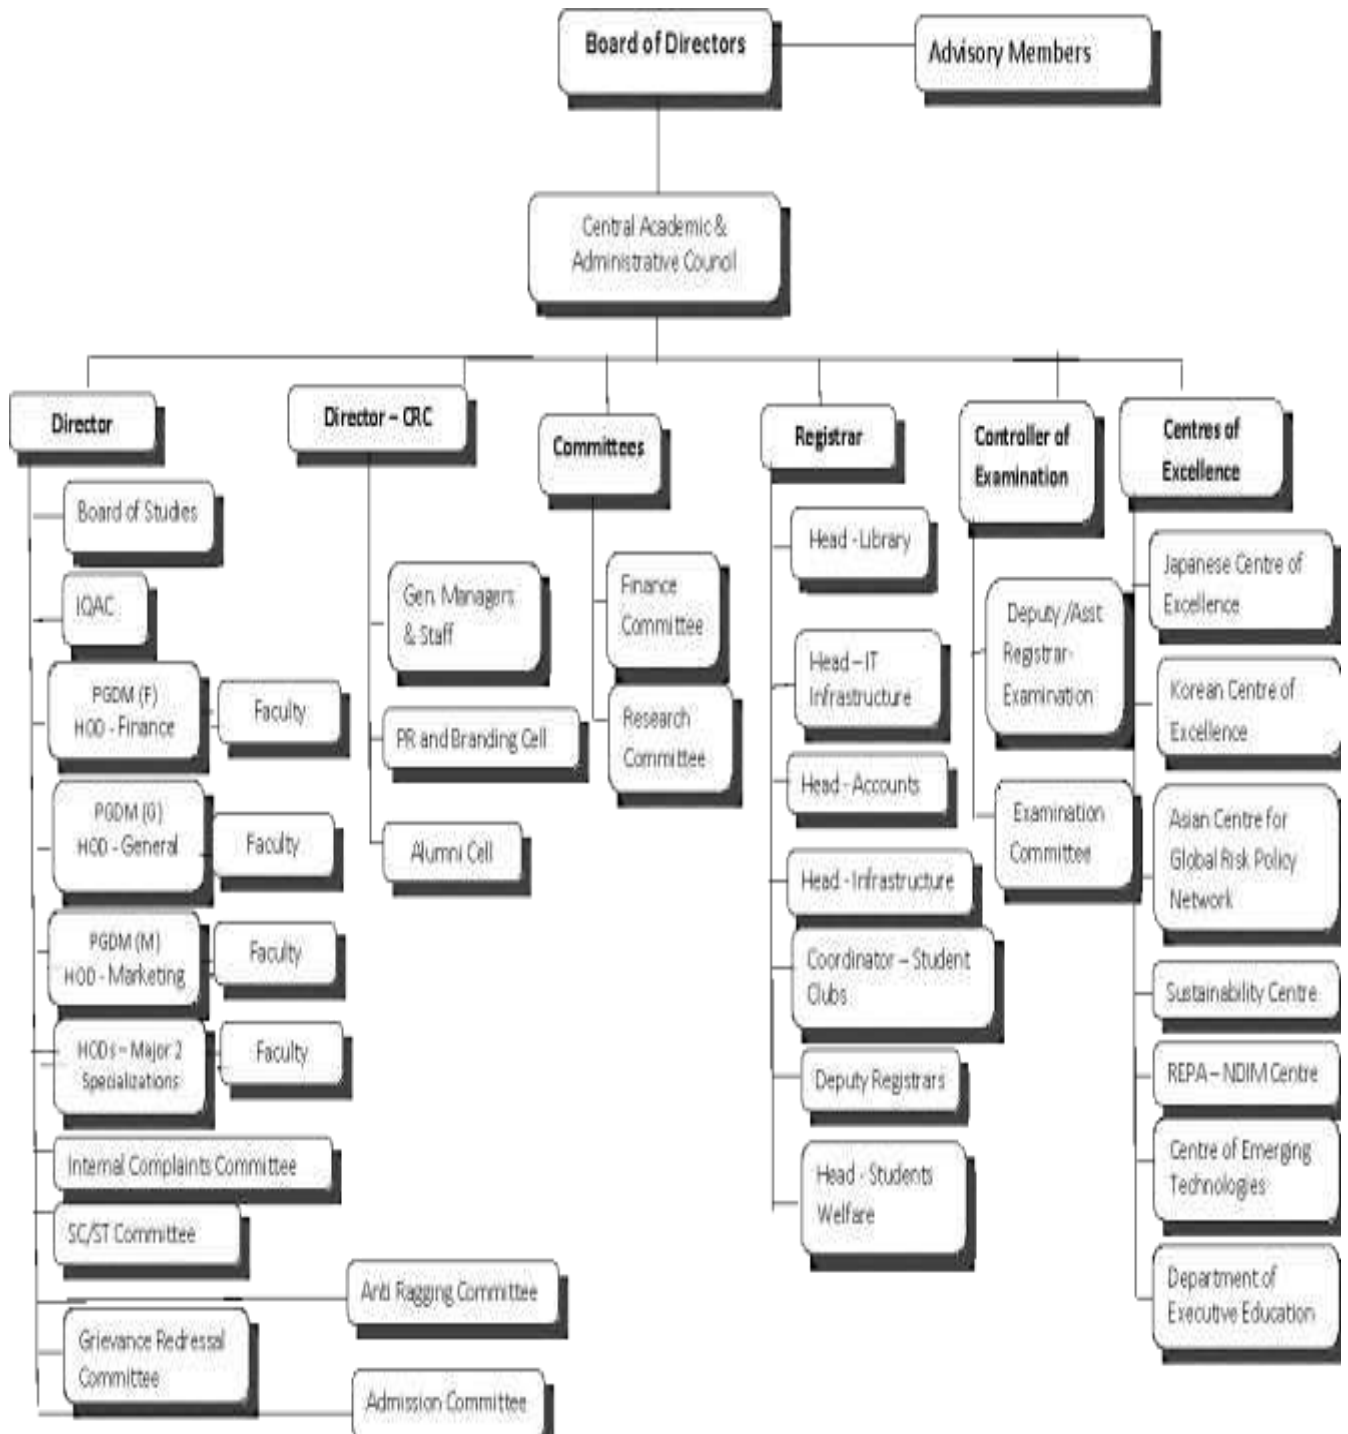 Board of Directors
Advisory Members
Central Academic &
Administrative Council
Director
Board of Studies
IQAC
PGDM (F)
HOD - Finance
Faculty
PGDM (G)
HOD - General
Faculty
PGDM (M)
HOD - Marketing
Faculty
HODs – Major 2
Specializations
Faculty
Internal Complaints Committee
SC/ST Committee
Anti Ragging Committee
Grievance Redressal
Committee
Admission Committee
Director – CRC
Gen. Managers
& Staff
PR and Branding Cell
Alumni Cell
Committees
Finance
Committee
Research
Committee
Registrar
Head - Library
Head – IT
Infrastructure
Head - Accounts
Head - Infrastructure
Coordinator – Student
Clubs
Deputy Registrars
Head - Students
Welfare
Controller of
Examination
Deputy /Asst
Registrar-
Examination
Examination
Committee
Centres of
Excellence
Japanese Centre of
Excellence
Korean Centre of
Excellence
Asian Centre for
Global Risk Policy
Network
Sustainability Centre
REPA – NDIM Centre
Centre of Emerging
Technologies
Department of
Executive Education